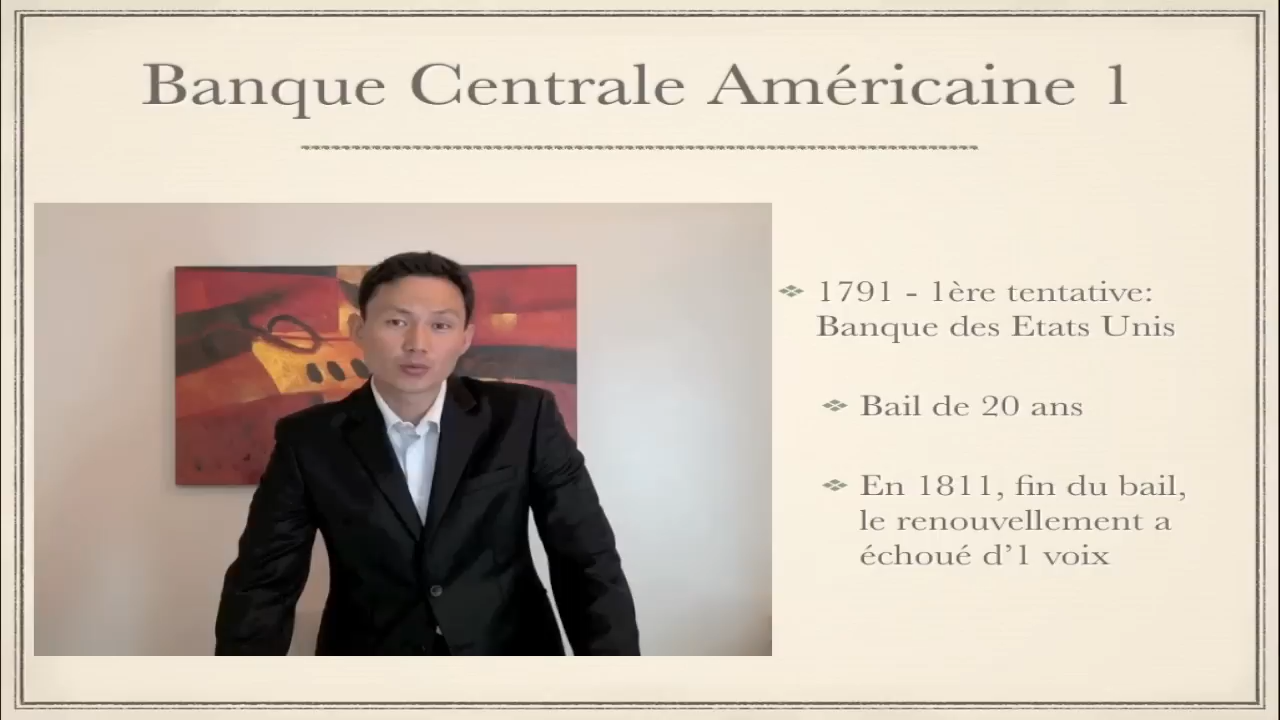 Banque Centrale Américaine 1
1791 - 1ère tentative:
Banque des Etats Unis
Bail de 20 ans
En 1811, fin du bail,
le renouvellement a
échoué d’1 voix